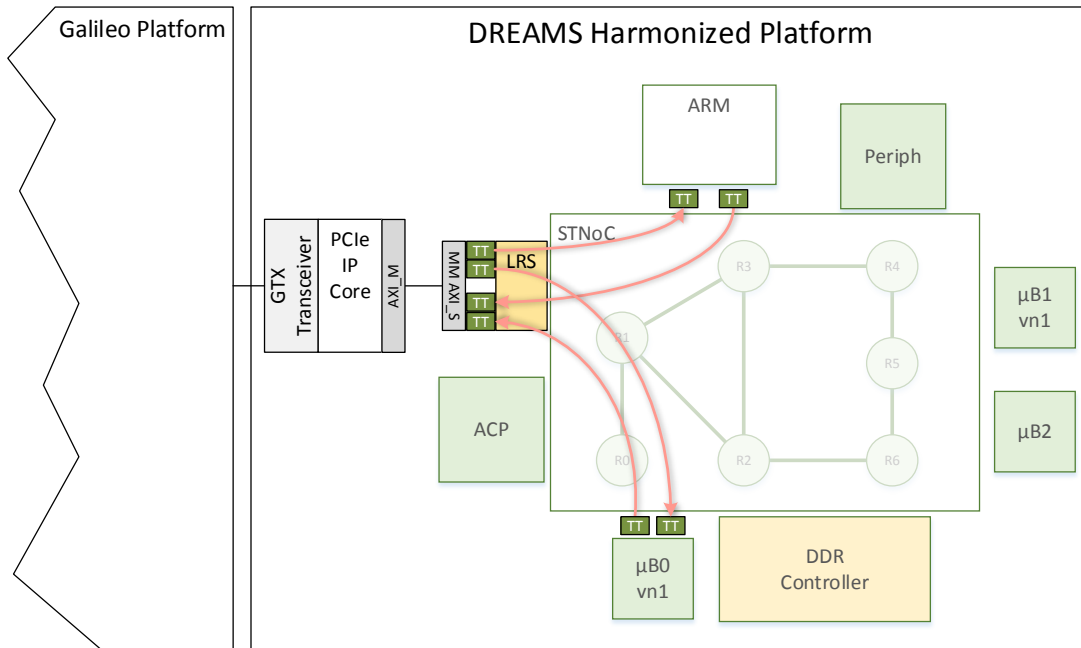 Galileo Platform
DREAMS Harmonized Platform
ARM
Periph
TT
TT
STNoC
GTX
Transceiver
PCIe
IP
Core
AXI_M
MM AXI_S
TT
TT
TT
TT
LRS
R3
R4
R1
R5
R0
R2
R6
µB1
vn1
µB2
ACP
TT
TT
µB0
vn1
DDR
Controller